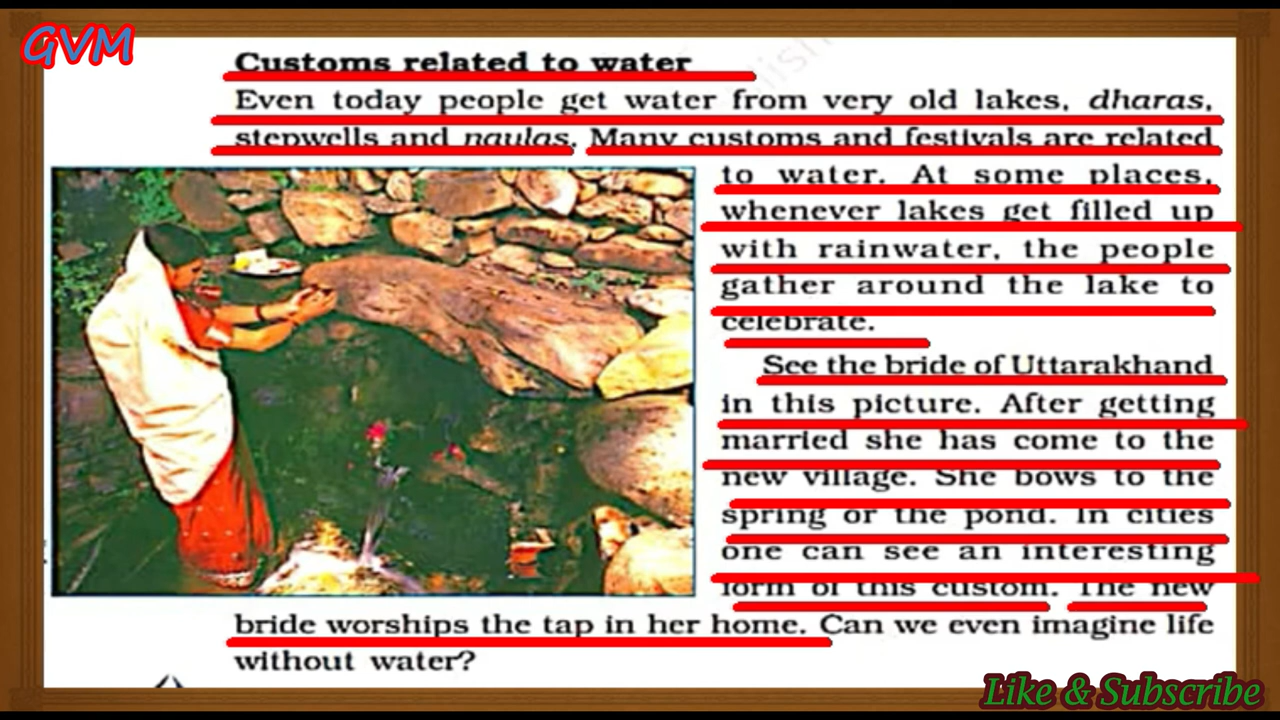 GVM
Customs related to water
Even today people get water from very old lakes, dharas,
stepwells and naulas. Many customs and festivals are related
to water. At some places,
whenever lakes get filled up
with rainwater, the people
gather around the lake to
celebrate.
See the bride of Uttarakhand
in this picture. After getting
married she has come to the
new village. She bows to the
spring or the pond. In cities
one can see an interesting
form of this custom. The new
bride worships the tap in her home. Can we even imagine life
without water?
Like & Subscribe